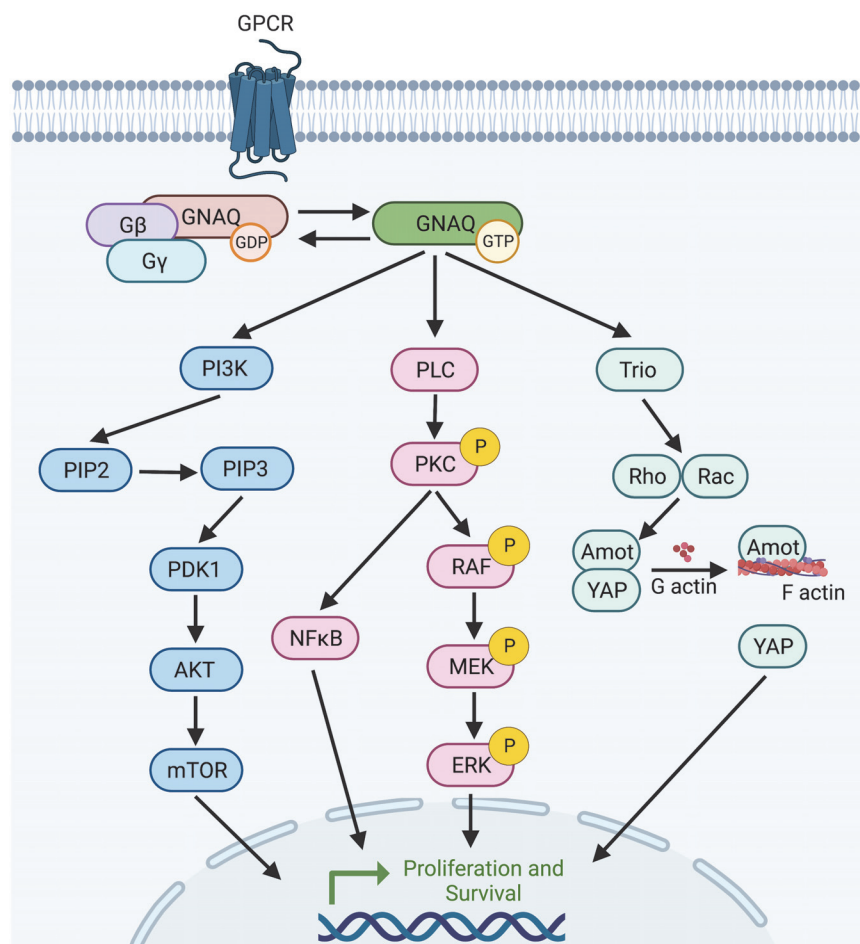 GPCR
Gβ
GNAQ
GDP
Gγ
GNAQ
GTP
PI3K
PLC
Trio
PIP2
PIP3
PKC
P
Rho
Rac
PDK1
RAF
P
Amot
YAP
G actin
Amot
F actin
NFκB
AKT
MEK
P
YAP
mTOR
ERK
P
Proliferation and
Survival